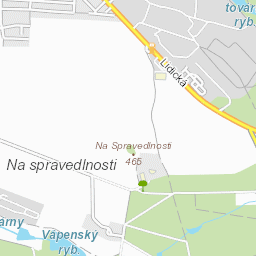 továr
ryb.
Lidická
Na Spravedlnosti
465
Na spravedlnosti
árny
Vápenský
ryb.